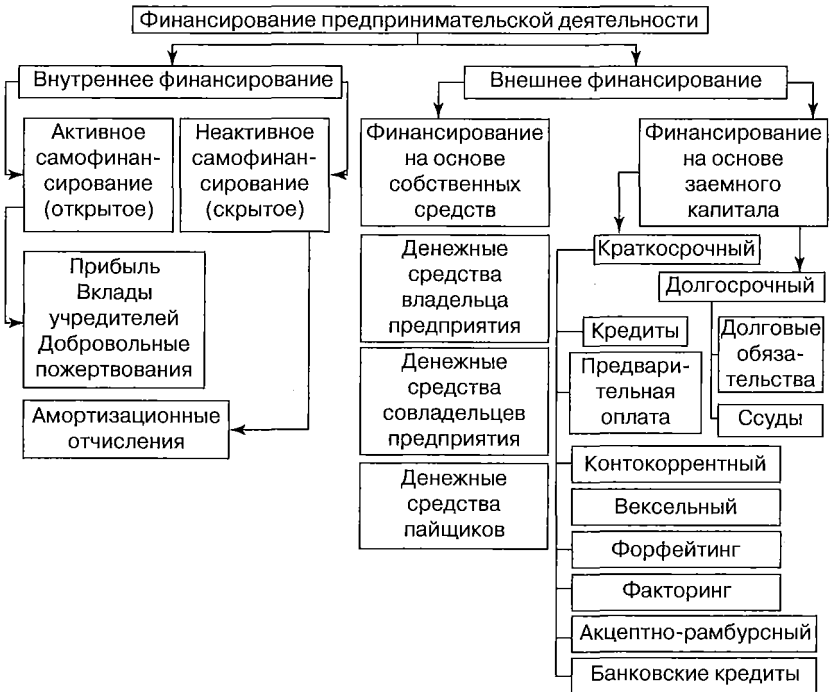 Финансирование предпринимательской деятельности
Внутреннее финансирование
Внешнее финансирование
Активное
самофинан-
сирование
(открытое)
Неактивное
самофинан-
сирование
(скрытое)
Финансирование
на основе
собственных
средств
Финансирование
на основе
заемного
капитала
Прибыль
Вклады
учредителей
Добровольные
пожертвования
Амортизационные
отчисления
Денежные
средства
владельца
предприятия
Денежные
средства
совладельцев
предприятия
Денежные
средства
пайщиков
Краткосрочный
Долгосрочный
Кредиты
Предвари-
тельная
оплата
Контокоррентный
Вексельный
Форфейтинг
Факторинг
Акцептно-рамбурсный
Банковские кредиты
Долговые
обяза-
тельства
Ссуды